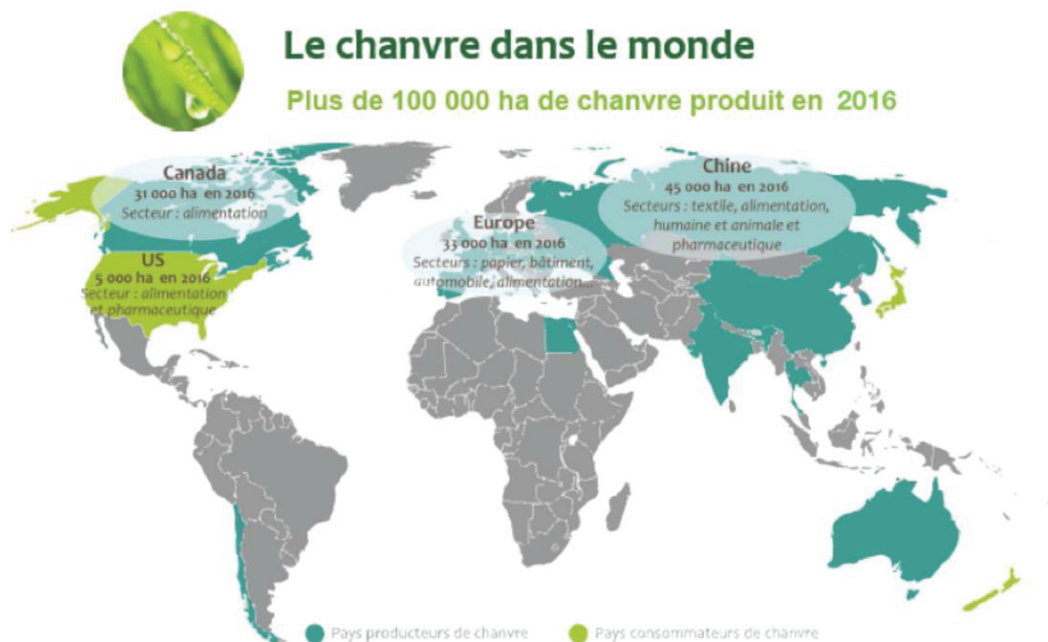 Le chanvre dans le monde
Plus de 100 000 ha de chanvre produit en 2016
Canada
31 000 ha en 2016
Secteur : alimentation
US
5 000 ha en 2016
Secteur : alimentation
et pharmaceutique
Europe
33 000 ha en 2016
Secteurs : papier, bâtiment,
automobile, alimentation...
Chine
45 000 ha en 2016
Secteurs : textile, alimentation,
humaine et animale et
pharmaceutique
Pays producteurs de chanvre
Pays consommateurs de chanvre